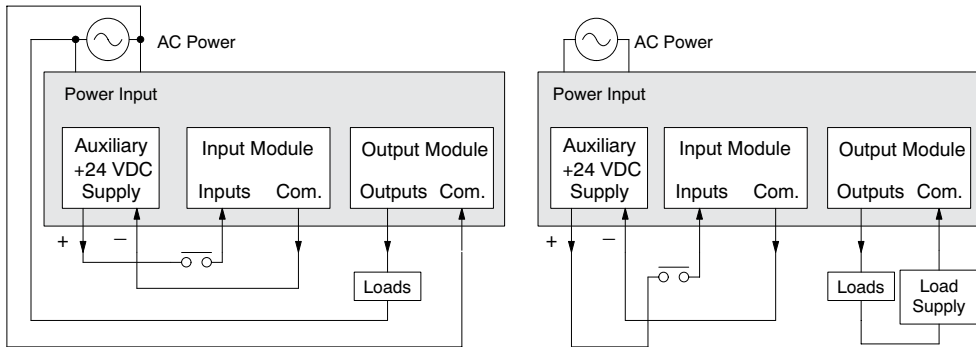 AC Power
Power Input
Auxiliary
+24 VDC
Supply
Input Module
Inputs Com.
Output Module
Outputs Com.
+ −
Loads
AC Power
Power Input
Auxiliary
+24 VDC
Supply
Input Module
Inputs Com.
Output Module
Outputs Com.
+ −
Loads
Load
Supply